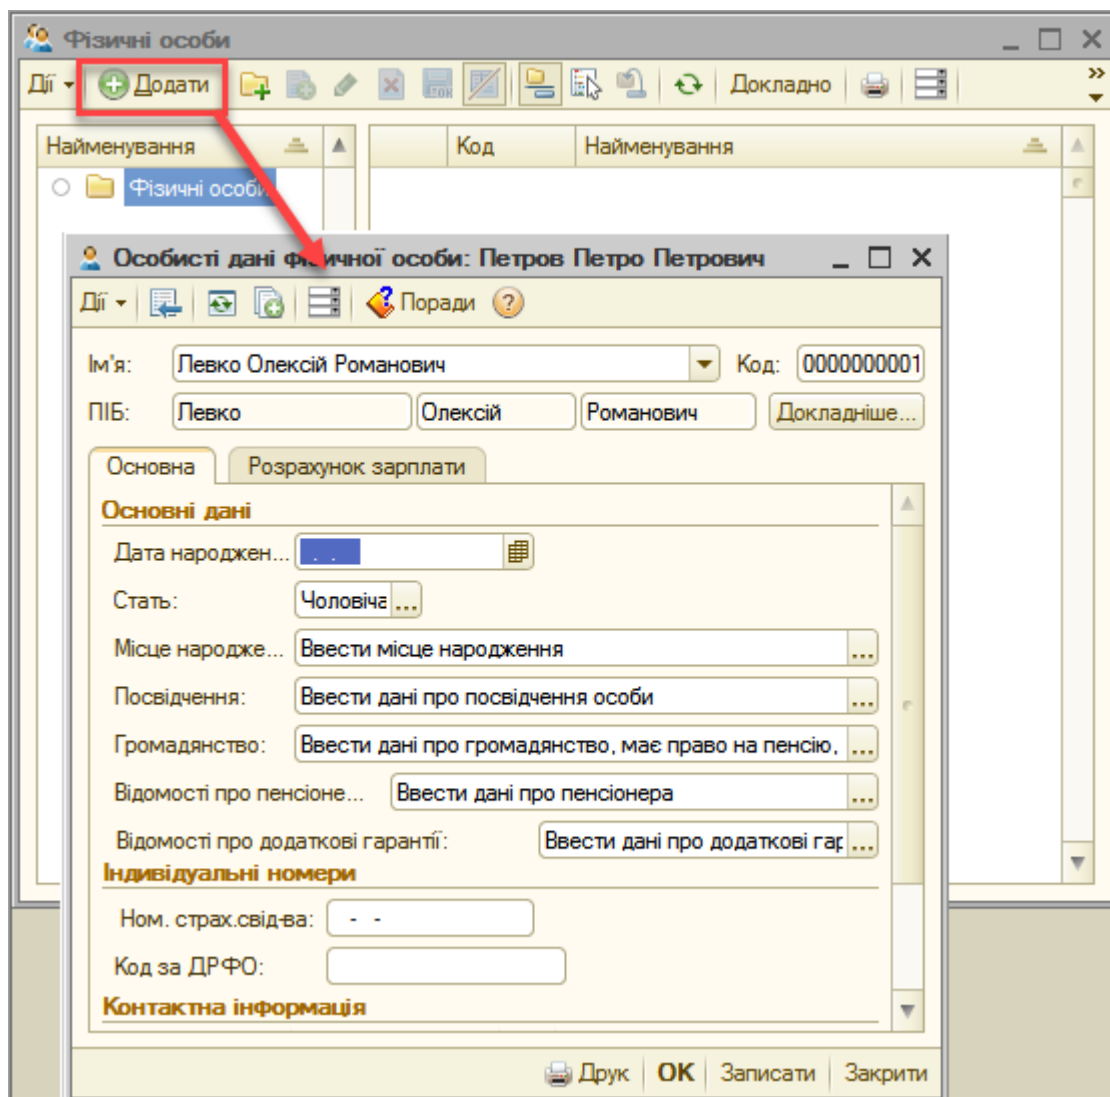 Фізичні особи
Дії Додати Докладно
Найменування Код Найменування
Фізичні особи
Особисті дані фізичної особи: Петров Петро Петрович
Дії Поради
Ім'я: Левко Олексій Романович Код: 0000000001
ПІБ: Левко Олексій Романович Докладніше...
Основна Розрахунок зарплати
Основні дані
Дата народжен... . .
Стать: Чоловіча ...
Місце народже... Ввести місце народження ...
Посвідчення: Ввести дані про посвідчення особи ...
Громадянство: Ввести дані про громадянство, має право на пенсію, ...
Відомості про пенсіоне... Ввести дані про пенсіонера ...
Відомості про додаткові гарантії: Ввести дані про додаткові гар ...
Індивідуальні номери
Ном. страх.свід-ва: - -
Код за ДРФО:
Контактна інформація
Друк OK Записати Закрити